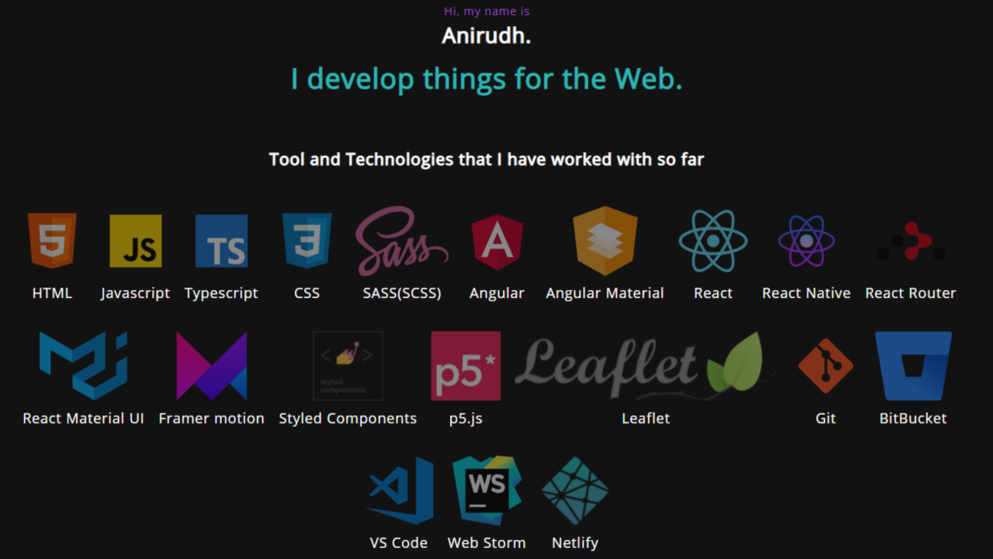 Hi, my name is
Anirudh.
I develop things for the Web.
Tool and Technologies that I have worked with so far
5 JS TS 3 Sass A
HTML Javascript Typescript CSS SASS(SCSS) Angular Angular Material React React Native React Router
< > styled components p5* Leaflet
React Material UI Framer motion Styled Components p5.js Leaflet Git BitBucket
WS
VS Code Web Storm Netlify